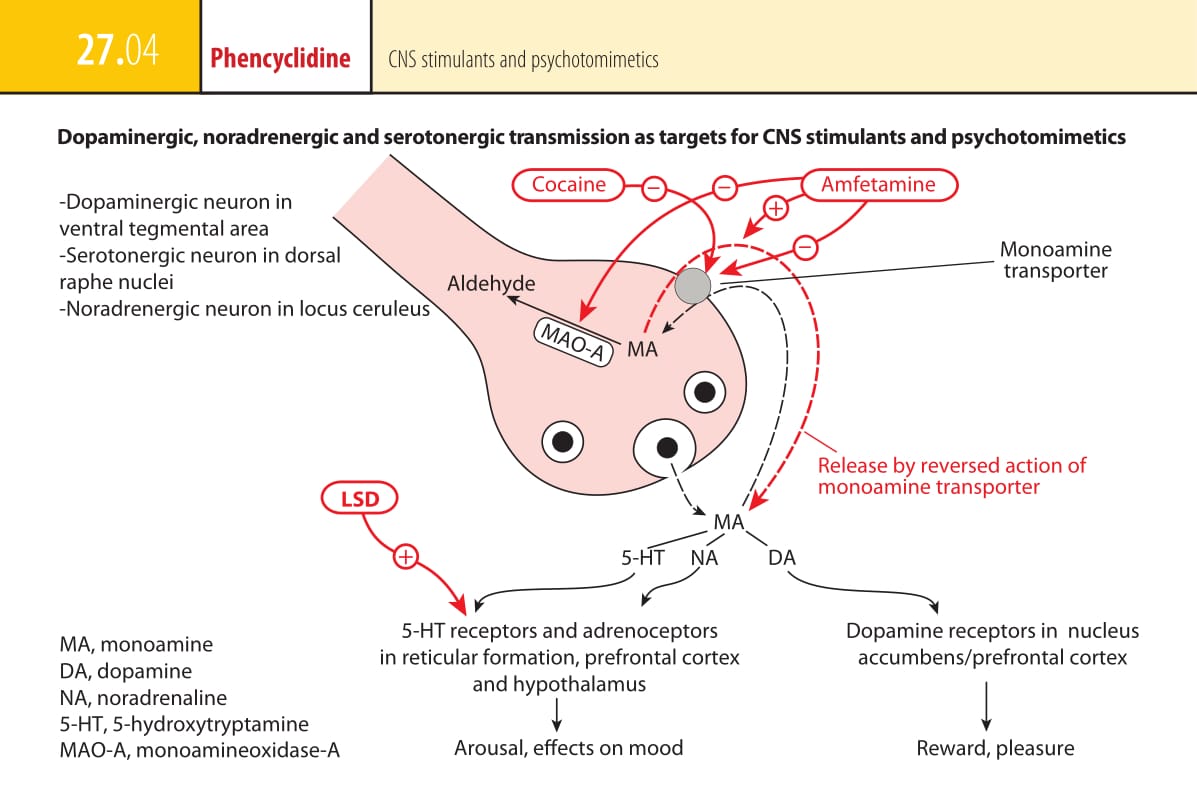 27.04
Phencyclidine
CNS stimulants and psychotomimetics
Dopaminergic, noradrenergic and serotonergic transmission as targets for CNS stimulants and psychotomimetics
-Dopaminergic neuron in
ventral tegmental area
-Serotonergic neuron in dorsal
raphe nuclei
-Noradrenergic neuron in locus ceruleus
Cocaine
−
−
Amfetamine
+
−
Monoamine
transporter
Aldehyde
MAO-A
MA
Release by reversed action of
monoamine transporter
LSD
+
MA
5-HT
NA
DA
5-HT receptors and adrenoceptors
in reticular formation, prefrontal cortex
and hypothalamus
Arousal, effects on mood
Dopamine receptors in nucleus
accumbens/prefrontal cortex
Reward, pleasure
MA, monoamine
DA, dopamine
NA, noradrenaline
5-HT, 5-hydroxytryptamine
MAO-A, monoamineoxidase-A